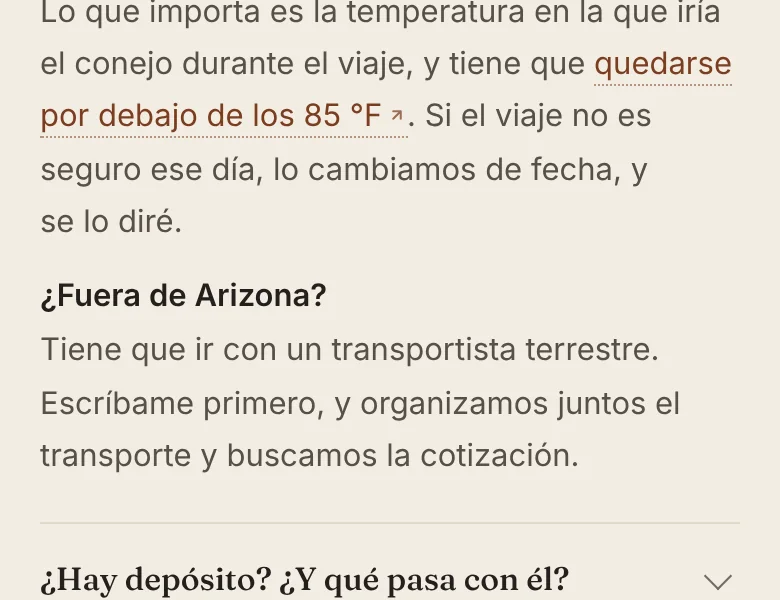 Lo que importa es la temperatura en la que iría
el conejo durante el viaje, y tiene que quedarse
por debajo de los 85 °F ↗. Si el viaje no es
seguro ese día, lo cambiamos de fecha, y
se lo diré.
¿Fuera de Arizona?
Tiene que ir con un transportista terrestre.
Escríbame primero, y organizamos juntos el
transporte y buscamos la cotización.
¿Hay depósito? ¿Y qué pasa con él?